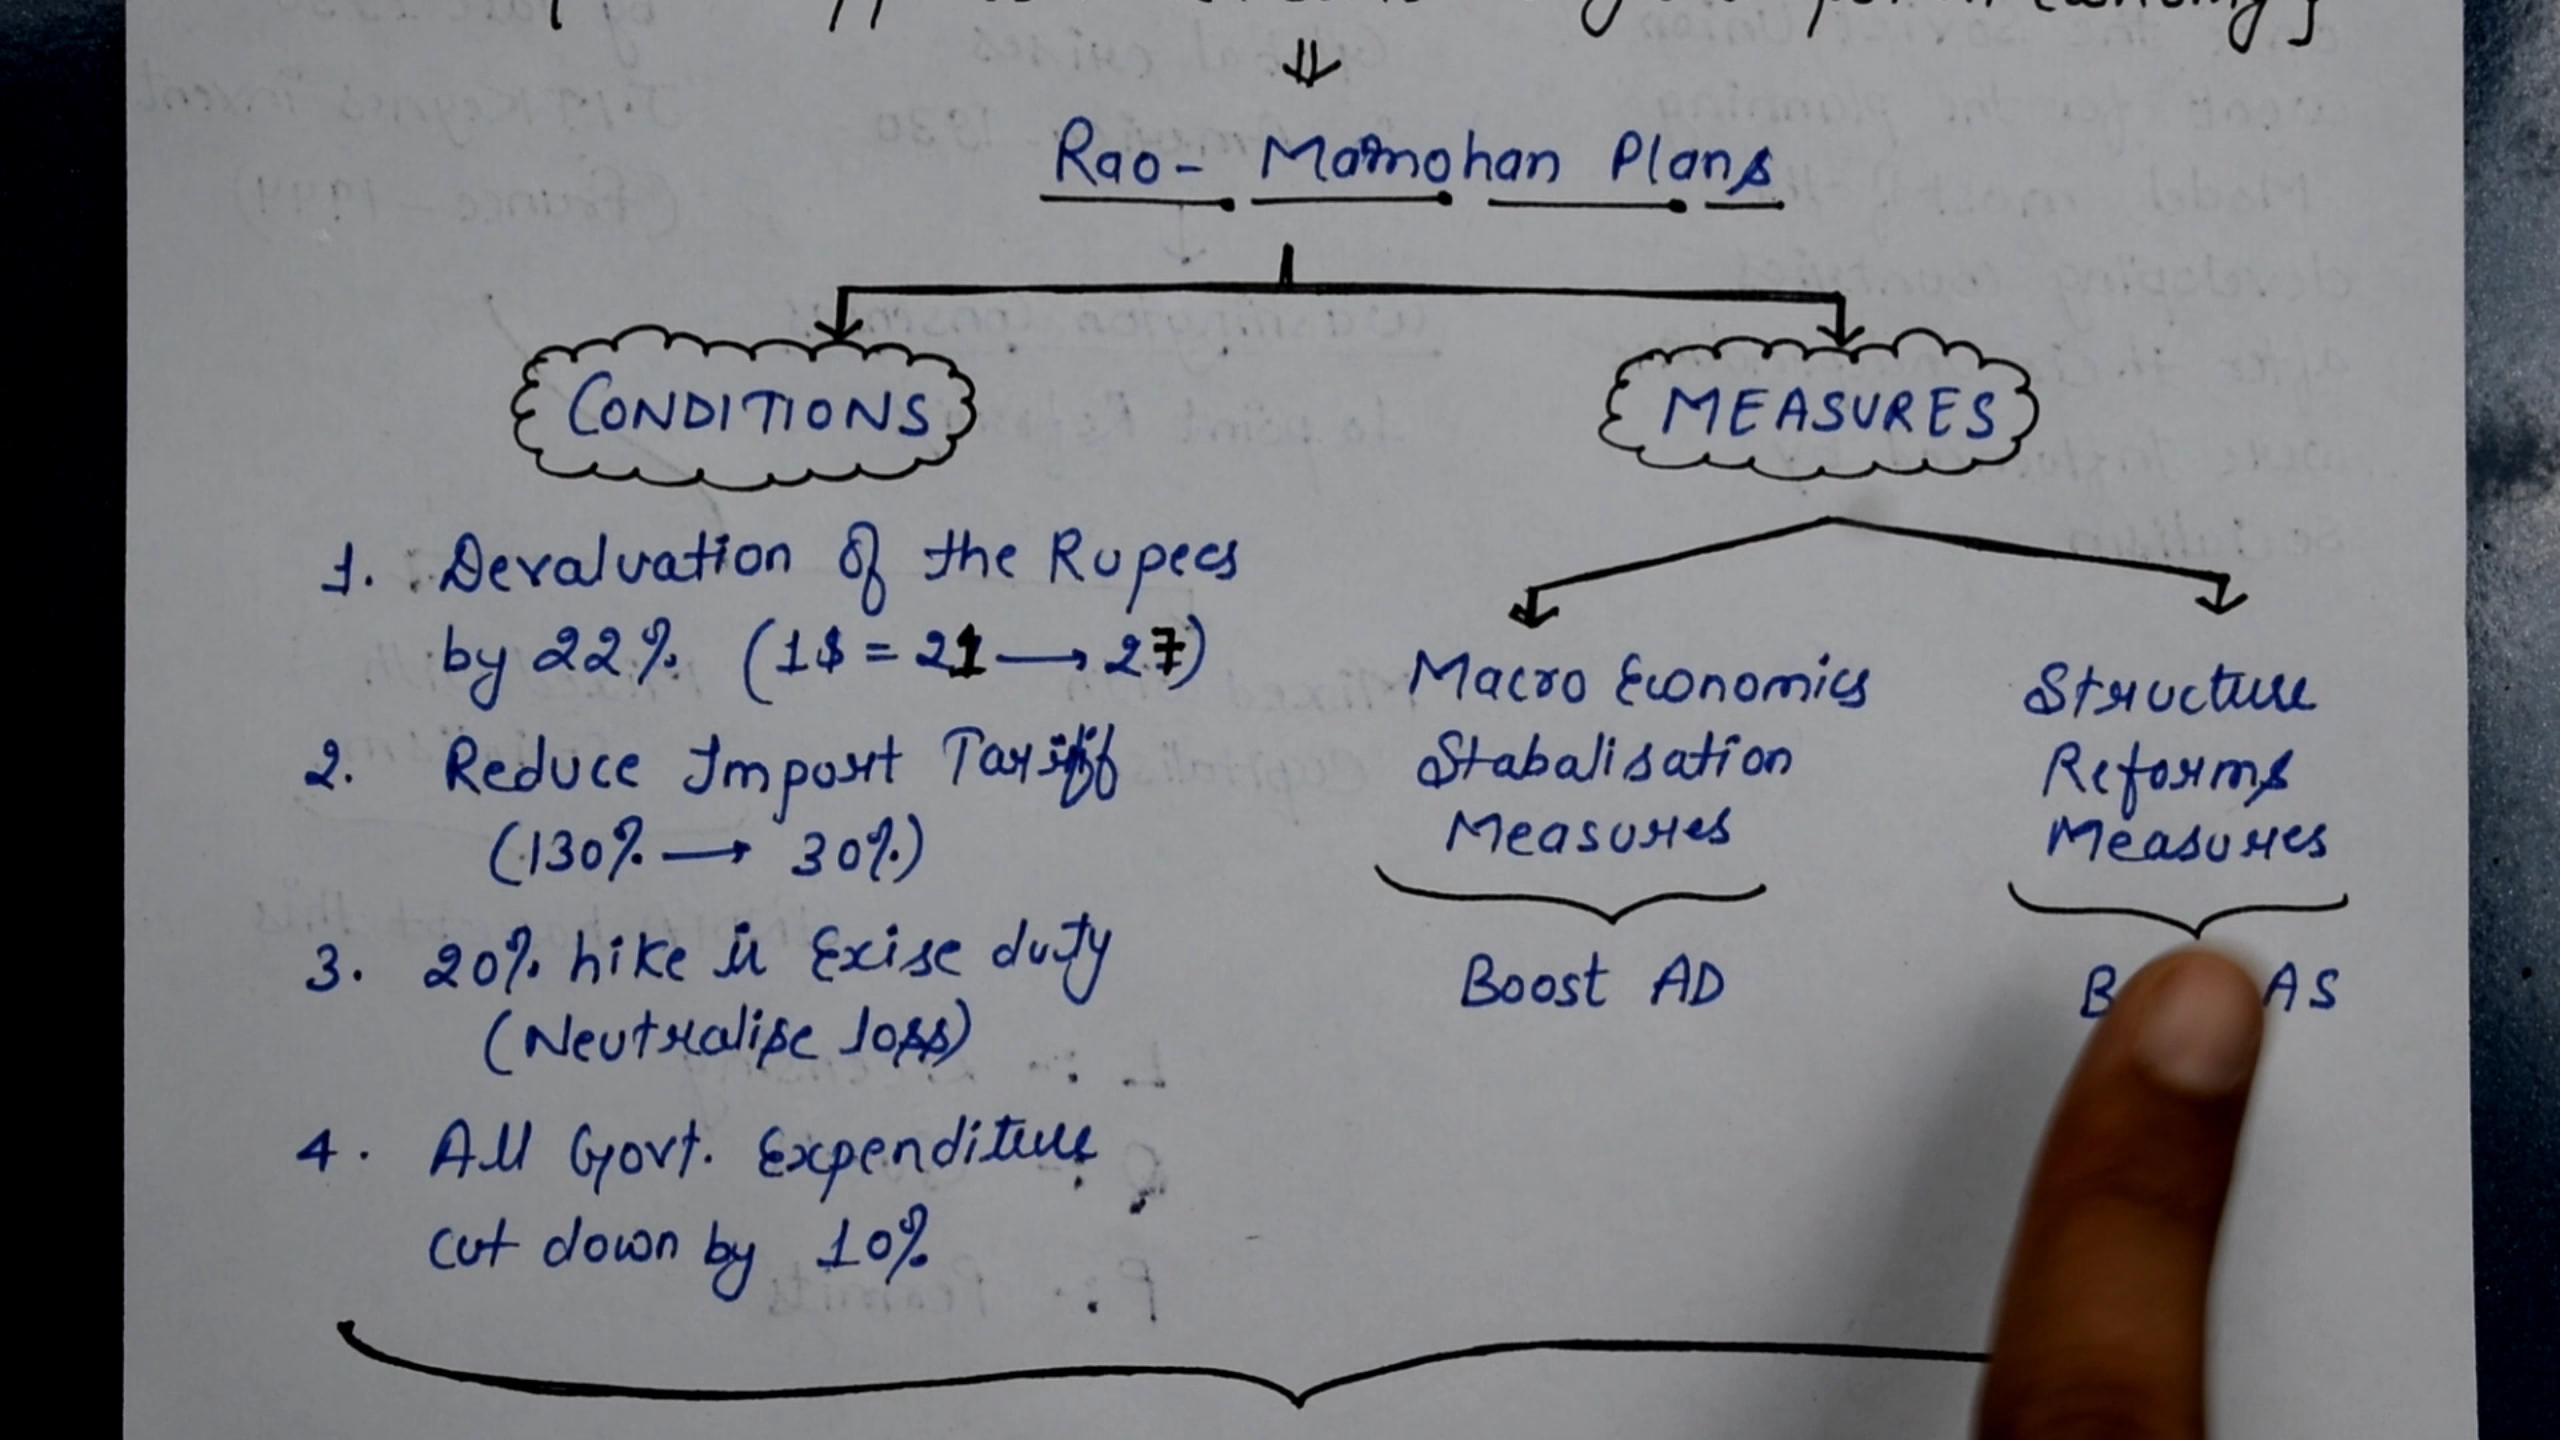 Rao- Manmohan Plans
CONDITIONS
MEASURES
1. Devaluation of the Rupees
by 22%. (1$ = 21 → 27)
2. Reduce Import Tariff
(130% → 30%)
3. 20% hike in Exise duty
(Neutralise loss)
4. All Govt. Expenditure
cut down by 10%
Macro Economics
Stabalisation
Measures
Boost AD
Structure
Reforms
Measures
AS